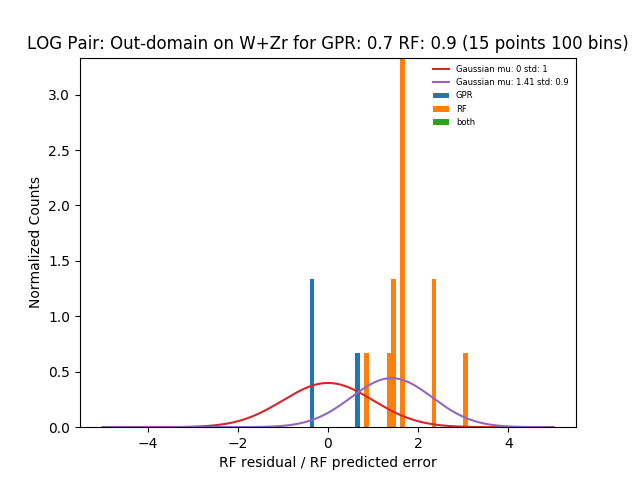 LOG Pair: Out-domain on W+Zr for GPR: 0.7 RF: 0.9 (15 points 100 bins)
Gaussian mu: 0 std: 1
Gaussian mu: 1.41 std: 0.9
GPR
RF
both
Normalized Counts
3.0
2.5
2.0
1.5
1.0
0.5
0.0
−4 −2 0 2 4
RF residual / RF predicted error